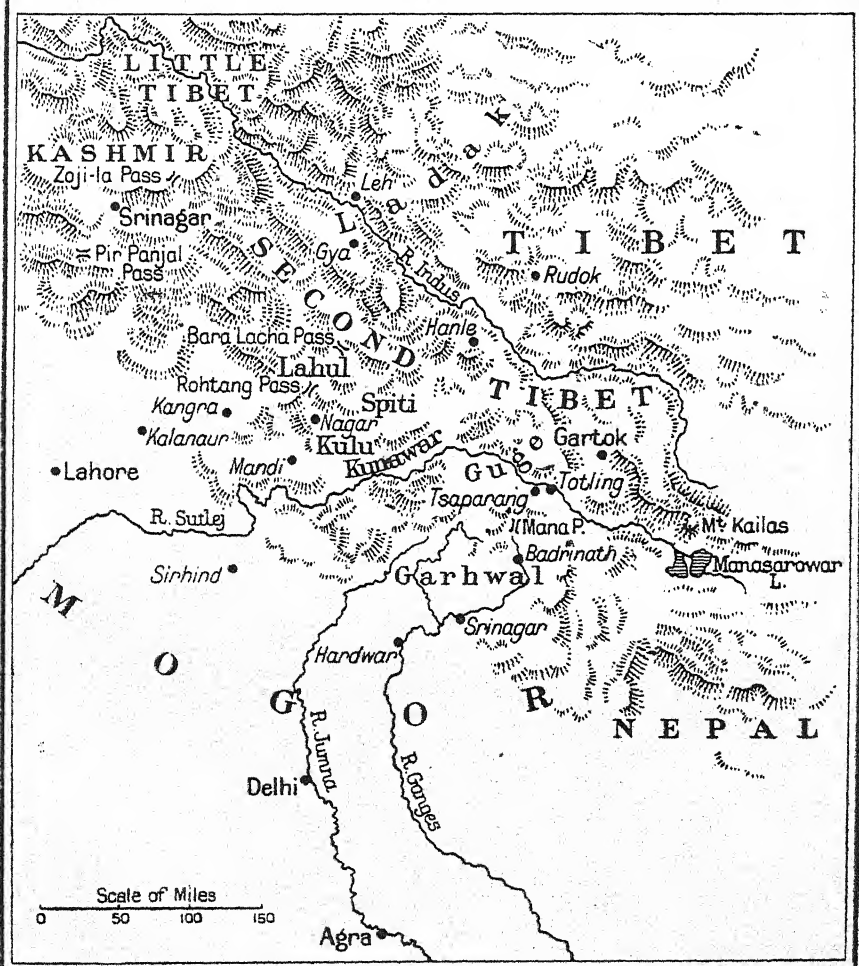 LITTLE
TIBET
KASHMIR
Zoji-la Pass
Srinagar
Pir Panjal
Pass
Leh
Ladak
Gya
R. Indus
TIBET
Rudok
SECOND TIBET
Hanle
Bara Lacha Pass
Lahul
Rohtang Pass
Spiti
Kangra
Nagar
Kalanaur
Kulu
Kunawar
Mandi
Lahore
Guge
Gartok
Tsaparang
Totling
R. Sutlej
Mana P.
Mt Kailas
Badrinath
Manasarowar
L.
Sirhind
Garhwal
Srinagar
Hardwar
MOGOR
NEPAL
R. Jumna
R. Ganges
Delhi
Scale of Miles
0 50 100 150
Agra